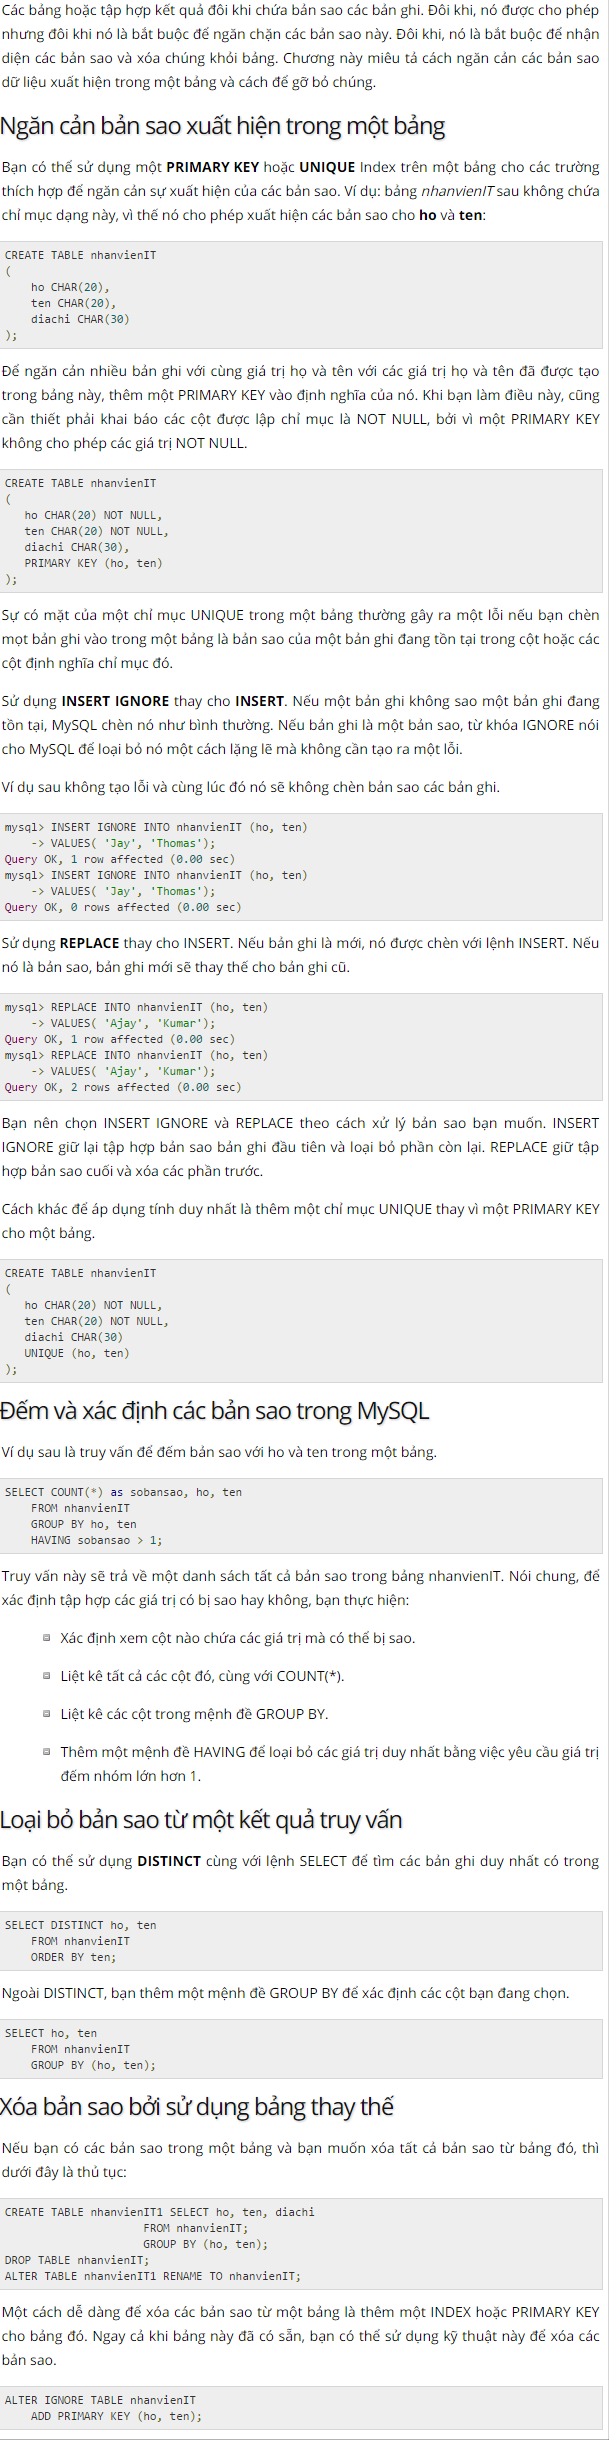 Các bảng hoặc tập hợp kết quả đôi khi chứa bản sao các bản ghi. Đôi khi, nó được cho phép
nhưng đôi khi nó là bắt buộc để ngăn chặn các bản sao này. Đôi khi, nó là bắt buộc để nhận
diện các bản sao và xóa chúng khỏi bảng. Chương này miêu tả cách ngăn cản các bản sao
dữ liệu xuất hiện trong một bảng và cách để gỡ bỏ chúng.
Ngăn cản bản sao xuất hiện trong một bảng
Bạn có thể sử dụng một PRIMARY KEY hoặc UNIQUE Index trên một bảng cho các trường
thích hợp để ngăn cản sự xuất hiện của các bản sao. Ví dụ: bảng nhanvienIT sau không chứa
chỉ mục dạng này, vì thế nó cho phép xuất hiện các bản sao cho ho và ten:
CREATE TABLE nhanvienIT
(
ho CHAR(20),
ten CHAR(20),
diachi CHAR(30)
);
Để ngăn cản nhiều bản ghi với cùng giá trị họ và tên với các giá trị họ và tên đã được tạo
trong bảng này, thêm một PRIMARY KEY vào định nghĩa của nó. Khi bạn làm điều này, cũng
cần thiết phải khai báo các cột được lập chỉ mục là NOT NULL, bởi vì một PRIMARY KEY
không cho phép các giá trị NOT NULL.
CREATE TABLE nhanvienIT
(
ho CHAR(20) NOT NULL,
ten CHAR(20) NOT NULL,
diachi CHAR(30),
PRIMARY KEY (ho, ten)
);
Sự có mặt của một chỉ mục UNIQUE trong một bảng thường gây ra một lỗi nếu bạn chèn
mọt bản ghi vào trong một bảng là bản sao của một bản ghi đang tồn tại trong cột hoặc các
cột định nghĩa chỉ mục đó.
Sử dụng INSERT IGNORE thay cho INSERT. Nếu một bản ghi không sao một bản ghi đang
tồn tại, MySQL chèn nó như bình thường. Nếu bản ghi là một bản sao, từ khóa IGNORE nói
cho MySQL để loại bỏ nó một cách lặng lẽ mà không cần tạo ra một lỗi.
Ví dụ sau không tạo lỗi và cùng lúc đó nó sẽ không chèn bản sao các bản ghi.
mysql> INSERT IGNORE INTO nhanvienIT (ho, ten)
-> VALUES( 'Jay', 'Thomas');
Query OK, 1 row affected (0.00 sec)
mysql> INSERT IGNORE INTO nhanvienIT (ho, ten)
-> VALUES( 'Jay', 'Thomas');
Query OK, 0 rows affected (0.00 sec)
Sử dụng REPLACE thay cho INSERT. Nếu bản ghi là mới, nó được chèn với lệnh INSERT. Nếu
nó là bản sao, bản ghi mới sẽ thay thế cho bản ghi cũ.
mysql> REPLACE INTO nhanvienIT (ho, ten)
-> VALUES( 'Ajay', 'Kumar');
Query OK, 1 row affected (0.00 sec)
mysql> REPLACE INTO nhanvienIT (ho, ten)
-> VALUES( 'Ajay', 'Kumar');
Query OK, 2 rows affected (0.00 sec)
Bạn nên chọn INSERT IGNORE và REPLACE theo cách xử lý bản sao bạn muốn. INSERT
IGNORE giữ lại tập hợp bản sao bản ghi đầu tiên và loại bỏ phần còn lại. REPLACE giữ tập
hợp bản sao cuối và xóa các phần trước.
Cách khác để áp dụng tính duy nhất là thêm một chỉ mục UNIQUE thay vì một PRIMARY KEY
cho một bảng.
CREATE TABLE nhanvienIT
(
ho CHAR(20) NOT NULL,
ten CHAR(20) NOT NULL,
diachi CHAR(30)
UNIQUE (ho, ten)
);
Đếm và xác định các bản sao trong MySQL
Ví dụ sau là truy vấn để đếm bản sao với ho và ten trong một bảng.
SELECT COUNT(*) as sobansao, ho, ten
FROM nhanvienIT
GROUP BY ho, ten
HAVING sobansao > 1;
Truy vấn này sẽ trả về một danh sách tất cả bản sao trong bảng nhanvienIT. Nói chung, để
xác định tập hợp các giá trị có bị sao hay không, bạn thực hiện:
Xác định xem cột nào chứa các giá trị mà có thể bị sao.
Liệt kê tất cả các cột đó, cùng với COUNT(*).
Liệt kê các cột trong mệnh đề GROUP BY.
Thêm một mệnh đề HAVING để loại bỏ các giá trị duy nhất bằng việc yêu cầu giá trị
đếm nhóm lớn hơn 1.
Loại bỏ bản sao từ một kết quả truy vấn
Bạn có thể sử dụng DISTINCT cùng với lệnh SELECT để tìm các bản ghi duy nhất có trong
một bảng.
SELECT DISTINCT ho, ten
FROM nhanvienIT
ORDER BY ten;
Ngoài DISTINCT, bạn thêm một mệnh đề GROUP BY để xác định các cột bạn đang chọn.
SELECT ho, ten
FROM nhanvienIT
GROUP BY (ho, ten);
Xóa bản sao bởi sử dụng bảng thay thế
Nếu bạn có các bản sao trong một bảng và bạn muốn xóa tất cả bản sao từ bảng đó, thì
dưới đây là thủ tục:
CREATE TABLE nhanvienIT1 SELECT ho, ten, diachi
FROM nhanvienIT;
GROUP BY (ho, ten);
DROP TABLE nhanvienIT;
ALTER TABLE nhanvienIT1 RENAME TO nhanvienIT;
Một cách dễ dàng để xóa các bản sao từ một bảng là thêm một INDEX hoặc PRIMARY KEY
cho bảng đó. Ngay cả khi bảng này đã có sẵn, bạn có thể sử dụng kỹ thuật này để xóa các
bản sao.
ALTER IGNORE TABLE nhanvienIT
ADD PRIMARY KEY (ho, ten);